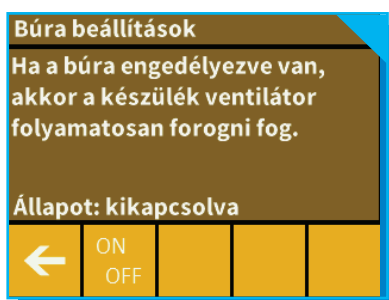 Búra beállítások
Ha a búra engedélyezve van,
akkor a készülék ventilátor
folyamatosan forogni fog.
Állapot: kikapcsolva
ON
OFF